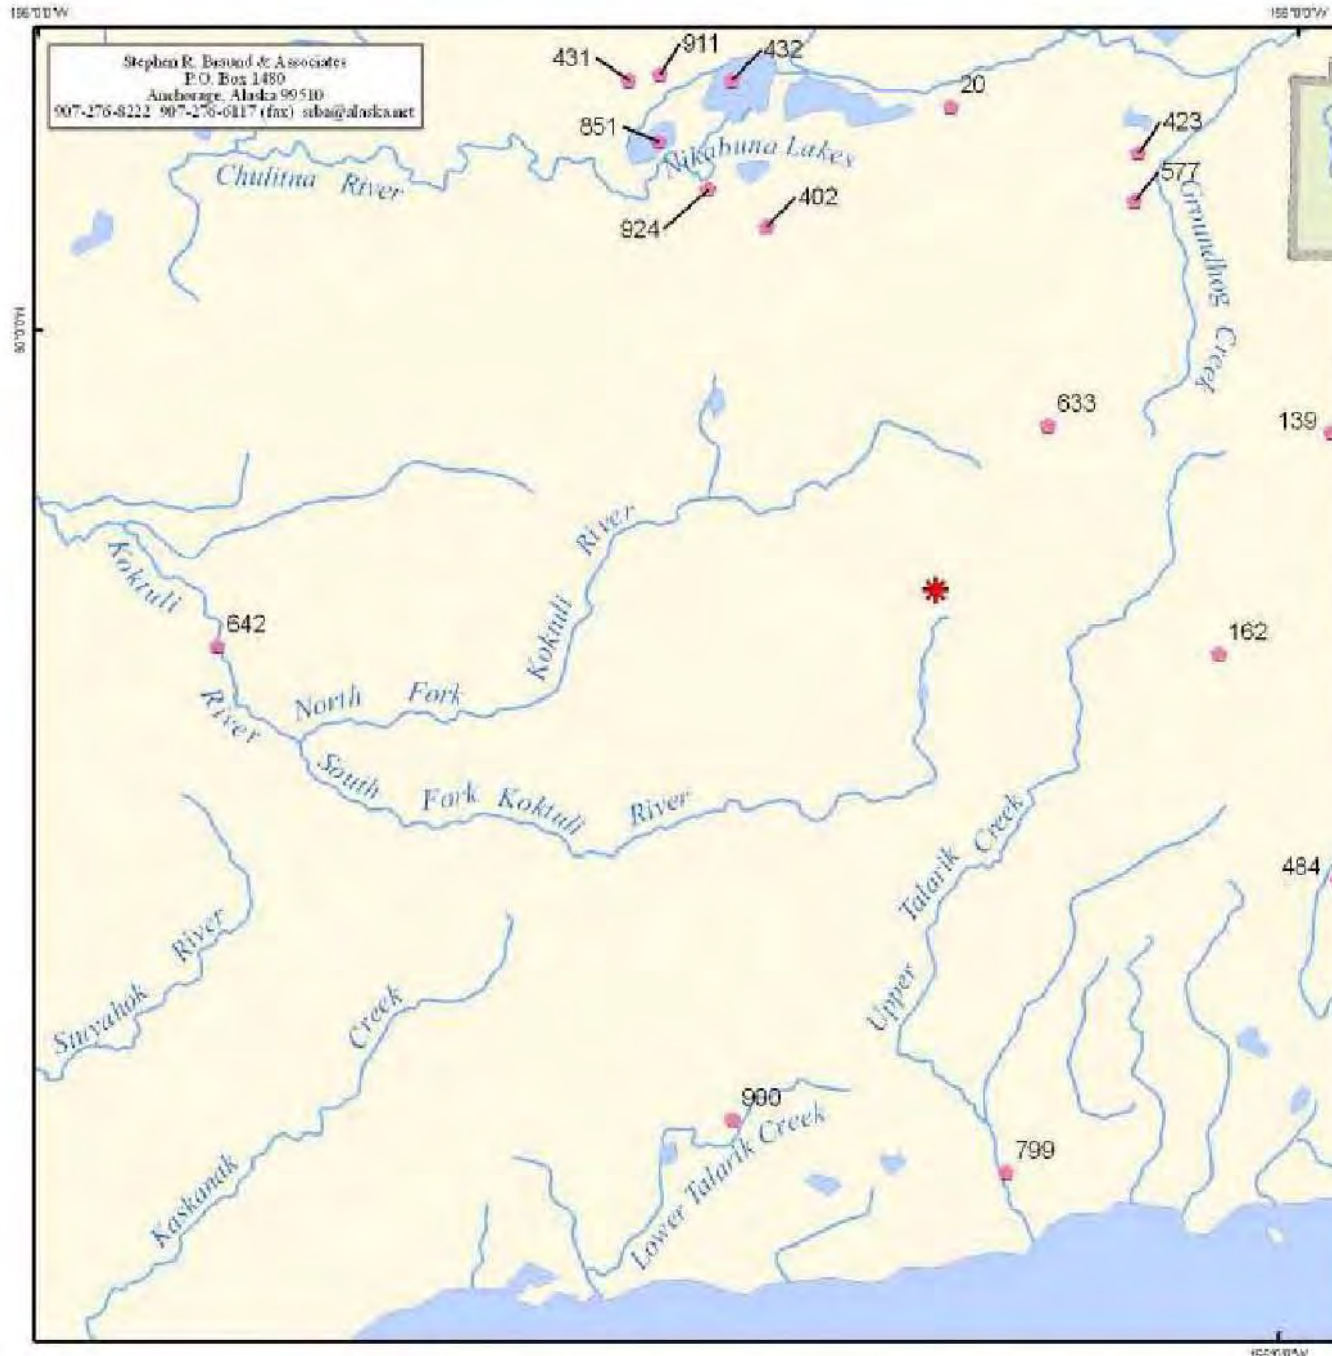 Stephen R. Braund & Associates
P.O. Box 1480
Anchorage, Alaska 99510
907-276-8222 907-276-6117 (fax) srba@alaska.net
431
911
432
20
851
Nikabuna Lakes
423
577
Chulitna River
924
402
Groundhog Creek
633
139
Koktuli River
North Fork Koktuli River
642
162
South Fork Koktuli River
Upper Talarik Creek
484
Stuyahok River
Kaskanak Creek
990
Lower Talarik Creek
799